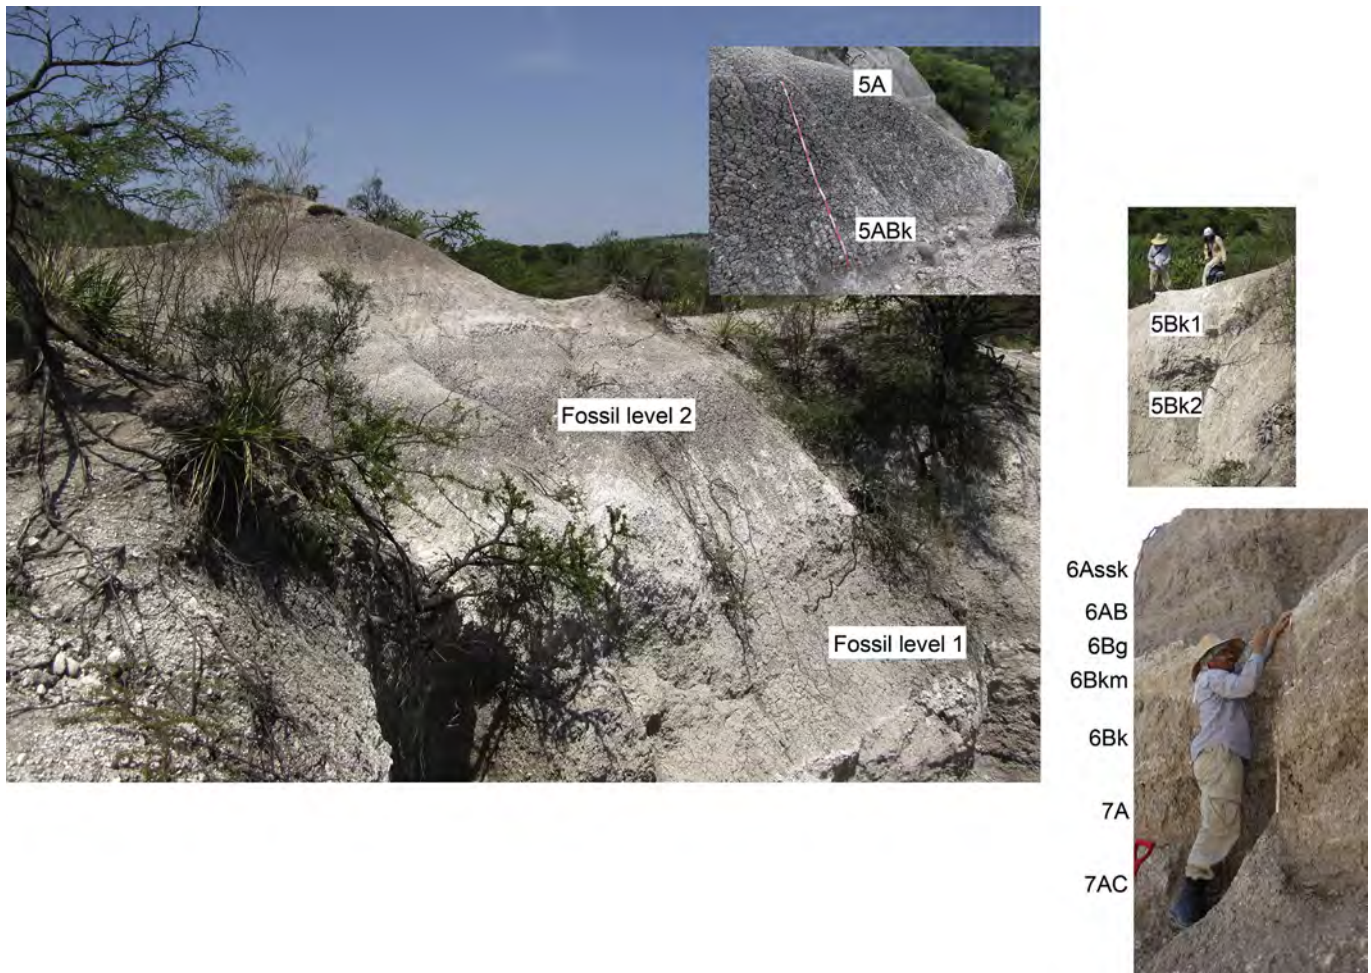 5A
5ABk
Fossil level 2
Fossil level 1
5Bk1
5Bk2
6Assk
6AB
6Bg
6Bkm
6Bk
7A
7AC